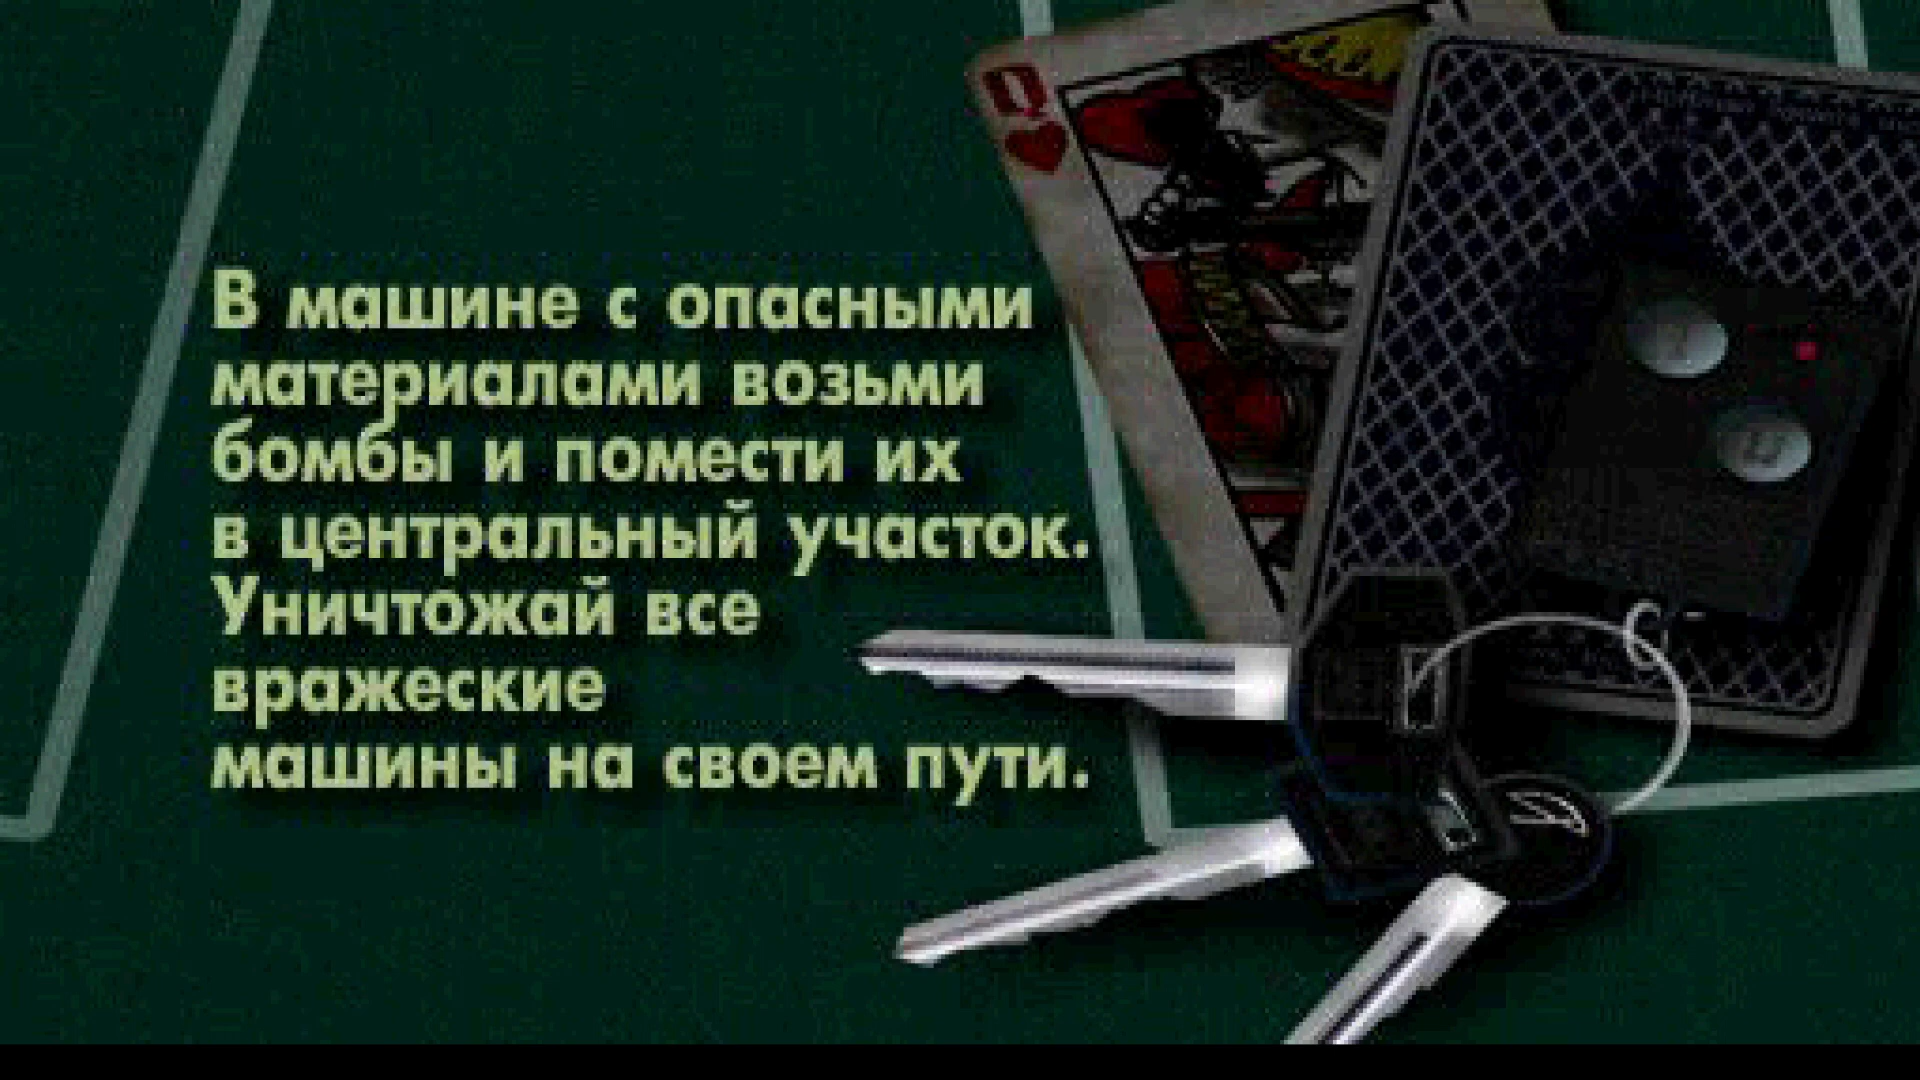 В машине с опасными
материалами возьми
бомбы и помести их
в центральный участок.
Уничтожай все
вражеские
машины на своем пути.
Q